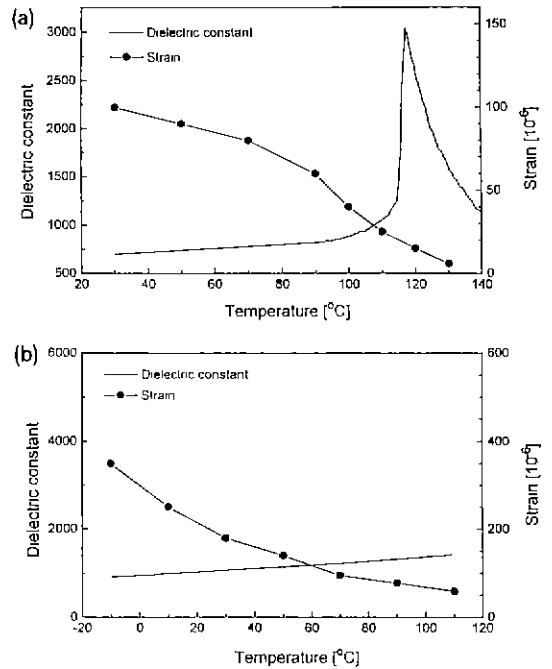 (a)
Dielectric constant
Strain
3000
2500
2000
1500
1000
500
Dielectric constant
150
100
50
0
Strain [10⁻⁶]
20 40 60 80 100 120 140
Temperature [°C]
(b)
Dielectric constant
Strain
6000
4000
2000
0
Dielectric constant
600
400
200
0
Strain [10⁻⁶]
-20 0 20 40 60 80 100 120
Temperature [°C]